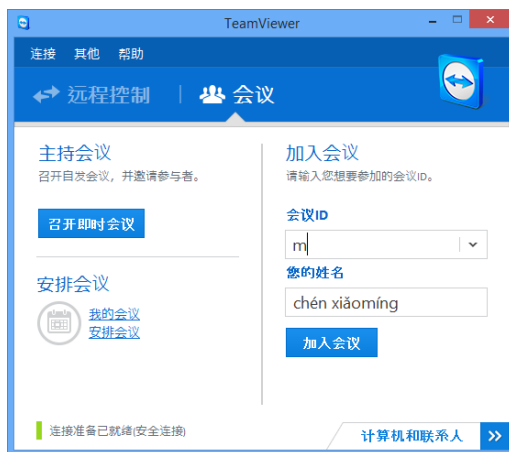 TeamViewer
连接 其他 帮助
远程控制 会议
主持会议
召开自发会议，并邀请参与者。
召开即时会议
安排会议
我的会议
安排会议
加入会议
请输入您想要参加的会议ID。
会议ID
m
您的姓名
chén xiǎomíng
加入会议
连接准备已就绪(安全连接)
计算机和联系人